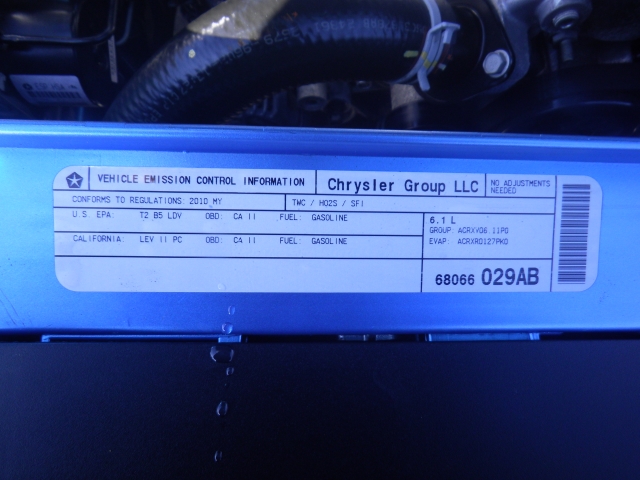 VEHICLE EMISSION CONTROL INFORMATION Chrysler Group LLC NO ADJUSTMENTS NEEDED
CONFORMS TO REGULATIONS 2010 MY TWC / HO2S / SFI
U.S. EPA: T2 B5 LDV OBD: CA II FUEL: GASOLINE
CALIFORNIA: LEV II PC OBD: CA II FUEL: GASOLINE
6.1 L
GROUP: ACRXV06.11P0
EVAP: ACRXR0127PK0
68066 029AB